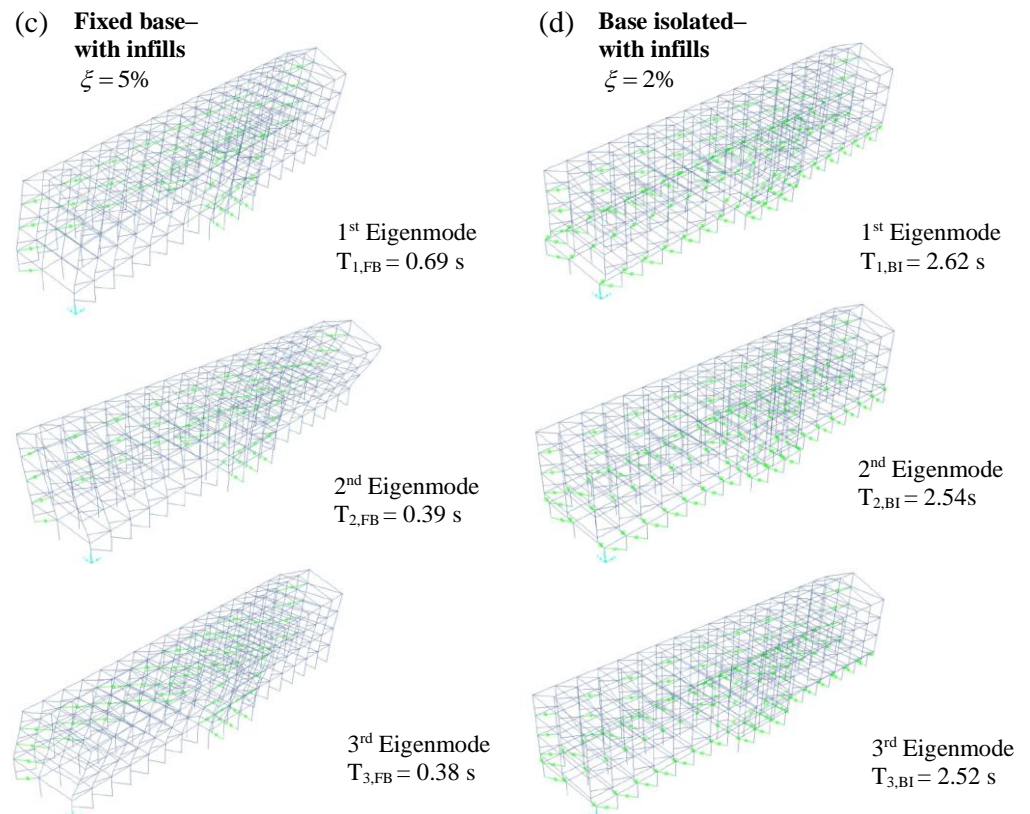 (c) Fixed base–
with infills
ξ = 5%
1st Eigenmode
T1,FB = 0.69 s
2nd Eigenmode
T2,FB = 0.39 s
3rd Eigenmode
T3,FB = 0.38 s
(d) Base isolated–
with infills
ξ = 2%
1st Eigenmode
T1,BI = 2.62 s
2nd Eigenmode
T2,BI = 2.54s
3rd Eigenmode
T3,BI = 2.52 s